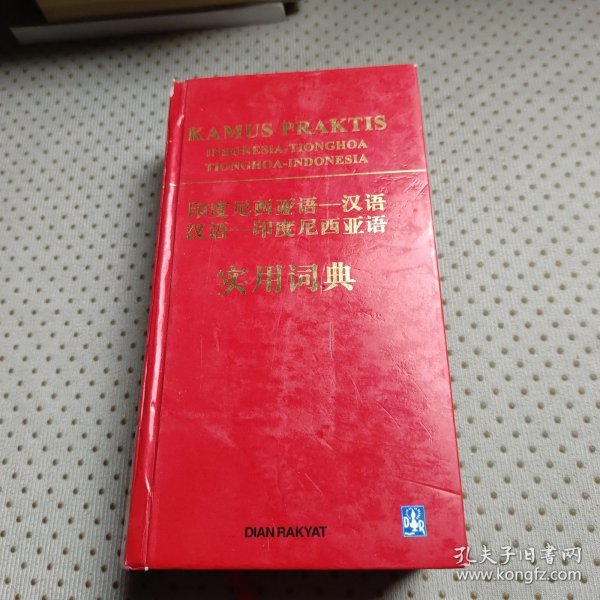 KAMUS PRAKTIS
INDONESIA-TIONGHOA
TIONGHOA-INDONESIA
印度尼西亚语—汉语
汉语—印度尼西亚语
实用词典
DIAN RAKYAT
D R
孔夫子旧书网
www.kongfz.com